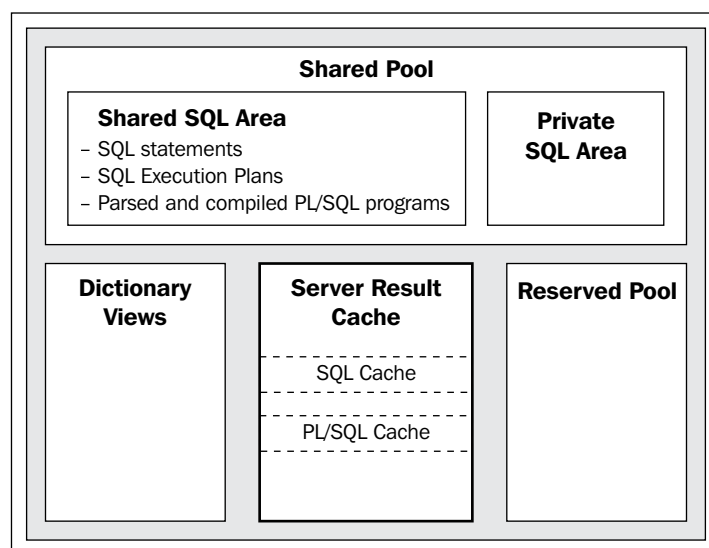 Shared Pool
Shared SQL Area
– SQL statements
– SQL Execution Plans
– Parsed and compiled PL/SQL programs
Private
SQL Area
Dictionary
Views
Server Result
Cache
SQL Cache
PL/SQL Cache
Reserved Pool